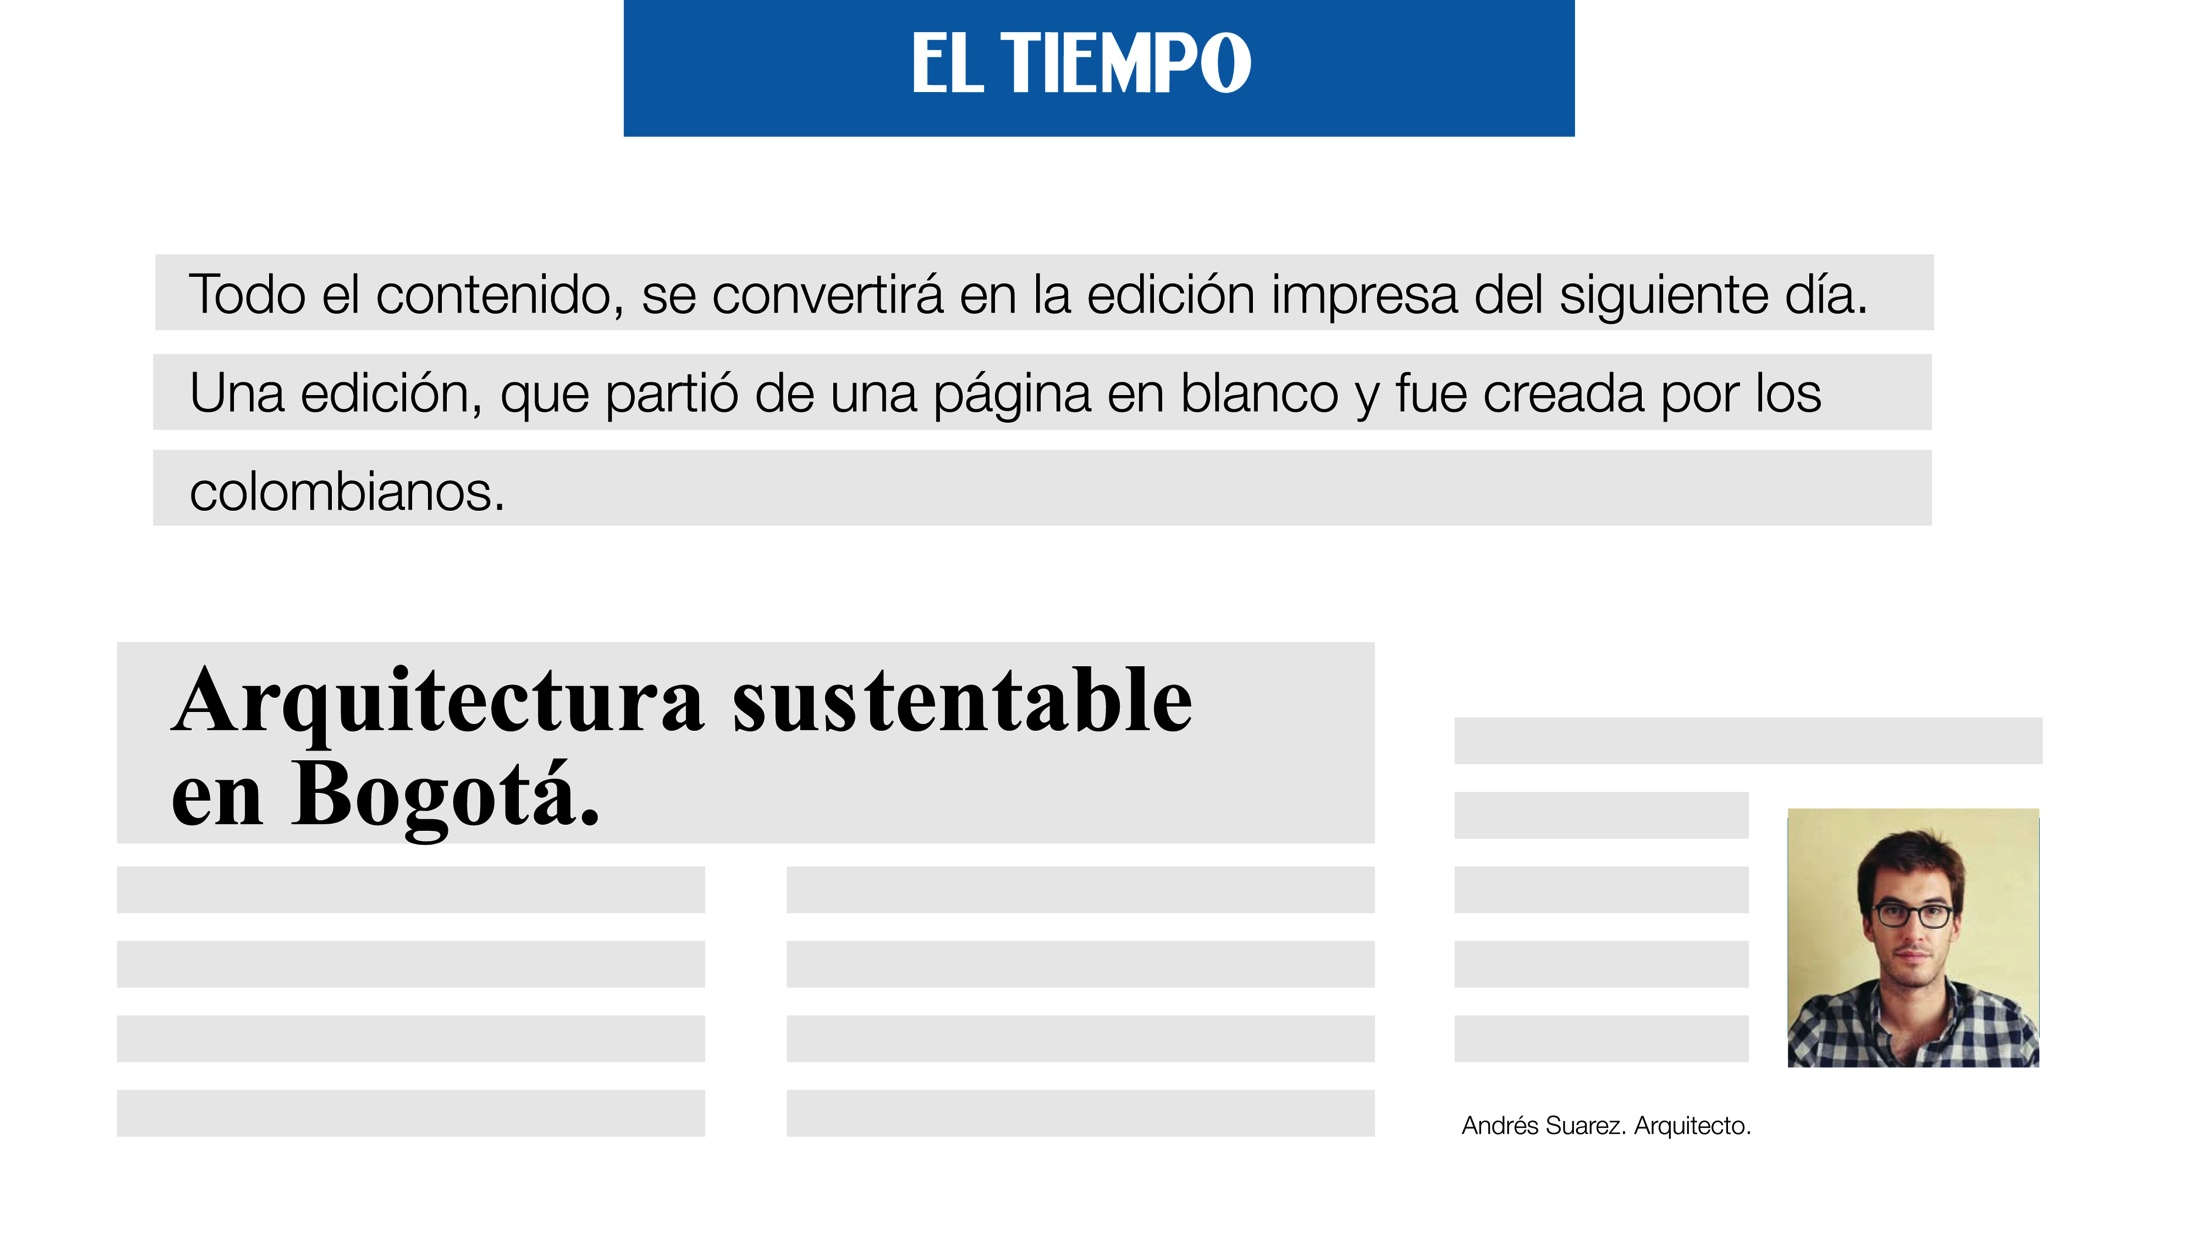 EL TIEMPO
Todo el contenido, se convertirá en la edición impresa del siguiente día.
Una edición, que partió de una página en blanco y fue creada por los
colombianos.
Arquitectura sustentable
en Bogotá.
Andrés Suarez. Arquitecto.